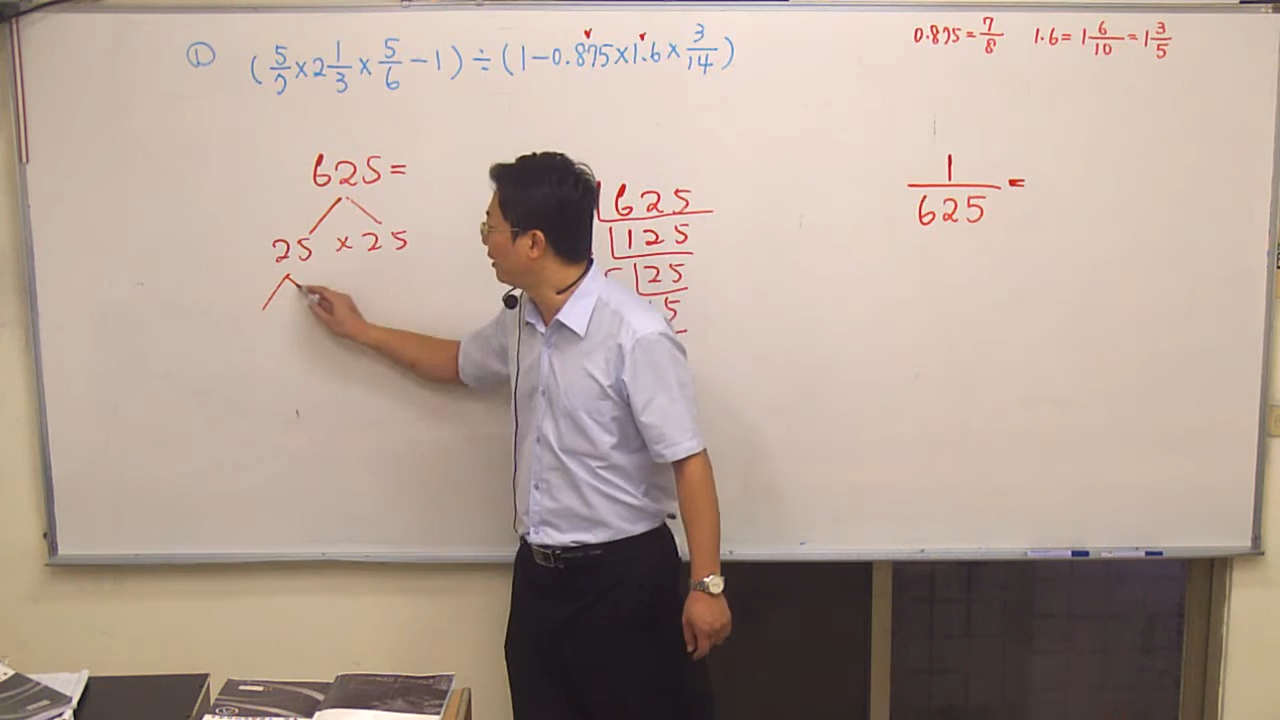 ① (5/7 × 2 1/3 × 5/6 - 1) ÷ (1 - 0.875 × 1.6 × 3/14)
0.875 = 7/8 1.6 = 1 6/10 = 1 3/5
625 =
25 × 25
625
125
25
5
1/625 =